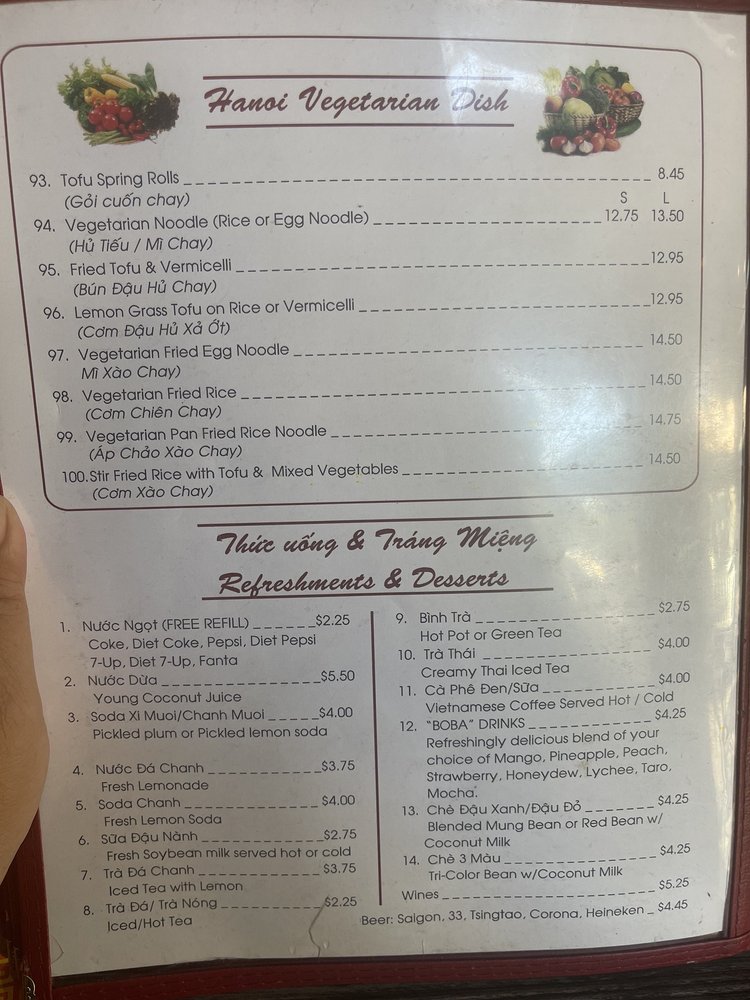 Hanoi Vegetarian Dish
93. Tofu Spring Rolls 8.45
(Gỏi cuốn chay) S L
94. Vegetarian Noodle (Rice or Egg Noodle) 12.75 13.50
(Hủ Tiếu / Mì Chay)
95. Fried Tofu & Vermicelli 12.95
(Bún Đậu Hủ Chay)
96. Lemon Grass Tofu on Rice or Vermicelli 12.95
(Cơm Đậu Hủ Xả Ớt)
97. Vegetarian Fried Egg Noodle 14.50
Mì Xào Chay)
98. Vegetarian Fried Rice 14.50
(Cơm Chiên Chay)
99. Vegetarian Pan Fried Rice Noodle 14.75
(Áp Chảo Xào Chay)
100. Stir Fried Rice with Tofu & Mixed Vegetables 14.50
(Cơm Xào Chay)
Thức uống & Tráng Miệng
Refreshments & Desserts
1. Nước Ngọt (FREE REFILL) $2.25
Coke, Diet Coke, Pepsi, Diet Pepsi
7-Up, Diet 7-Up, Fanta
2. Nước Dừa $5.50
Young Coconut Juice
3. Soda Xi Muoi/Chanh Muoi $4.00
Pickled plum or Pickled lemon soda
4. Nước Đá Chanh $3.75
Fresh Lemonade
5. Soda Chanh $4.00
Fresh Lemon Soda
6. Sữa Đậu Nành $2.75
Fresh Soybean milk served hot or cold
7. Trà Đá Chanh $3.75
Iced Tea with Lemon
8. Trà Đá/ Trà Nóng $2.25
Iced/Hot Tea
9. Bình Trà $2.75
Hot Pot or Green Tea
10. Trà Thái $4.00
Creamy Thai Iced Tea
11. Cà Phê Đen/Sữa $4.00
Vietnamese Coffee Served Hot / Cold
12. "BOBA" DRINKS $4.25
Refreshingly delicious blend of your
choice of Mango, Pineapple, Peach,
Strawberry, Honeydew, Lychee, Taro,
Mocha.
13. Chè Đậu Xanh/Đậu Đỏ $4.25
Blended Mung Bean or Red Bean w/
Coconut Milk
14. Chè 3 Màu $4.25
Tri-Color Bean w/Coconut Milk
Wines $5.25
Beer: Saigon, 33, Tsingtao, Corona, Heineken $4.45